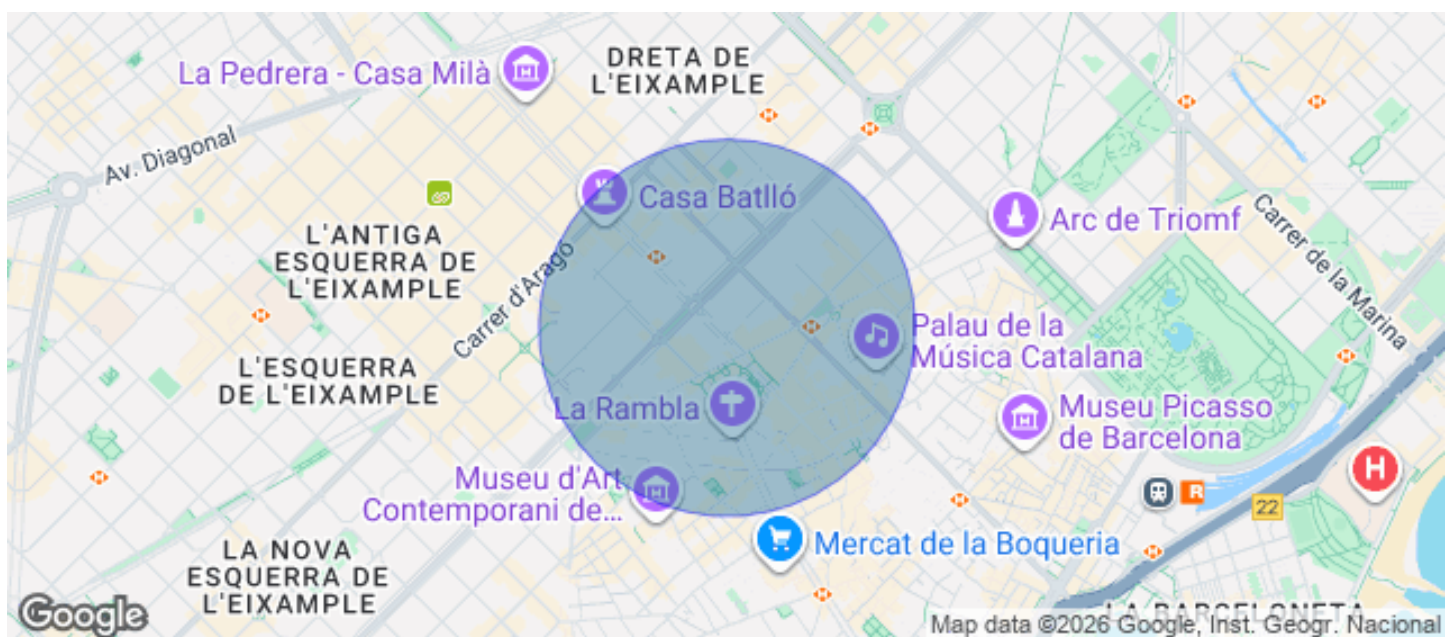 DRETA DE
L'EIXAMPLE
La Pedrera - Casa Milà
Av. Diagonal
Casa Batlló
Arc de Triomf
Carrer de la Marina
L'ANTIGA
ESQUERRA DE
L'EIXAMPLE
Carrer d'Aragó
Palau de la
Música Catalana
L'ESQUERRA
DE L'EIXAMPLE
La Rambla
Museu Picasso
de Barcelona
Museu d'Art
Contemporani de...
H
R
22
Mercat de la Boqueria
LA NOVA
ESQUERRA DE
L'EIXAMPLE
LA BARCELONETA
Google
Map data ©2026 Google, Inst. Geogr. Nacional